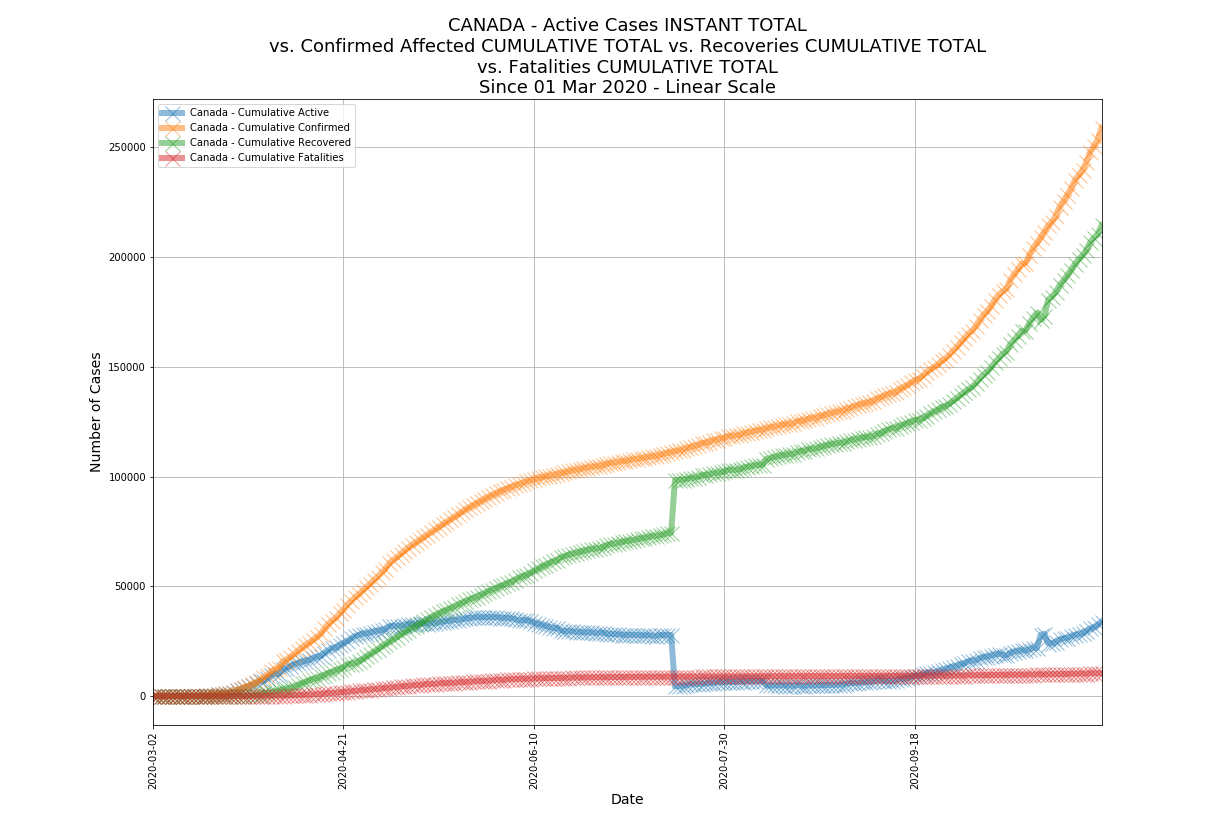 CANADA - Active Cases INSTANT TOTAL
vs. Confirmed Affected CUMULATIVE TOTAL vs. Recoveries CUMULATIVE TOTAL
vs. Fatalities CUMULATIVE TOTAL
Since 01 Mar 2020 - Linear Scale
Canada - Cumulative Active
Canada - Cumulative Confirmed
Canada - Cumulative Recovered
Canada - Cumulative Fatalities
Number of Cases
250000
200000
150000
100000
50000
0
2020-03-02
2020-04-21
2020-06-10
2020-07-30
2020-09-18
Date